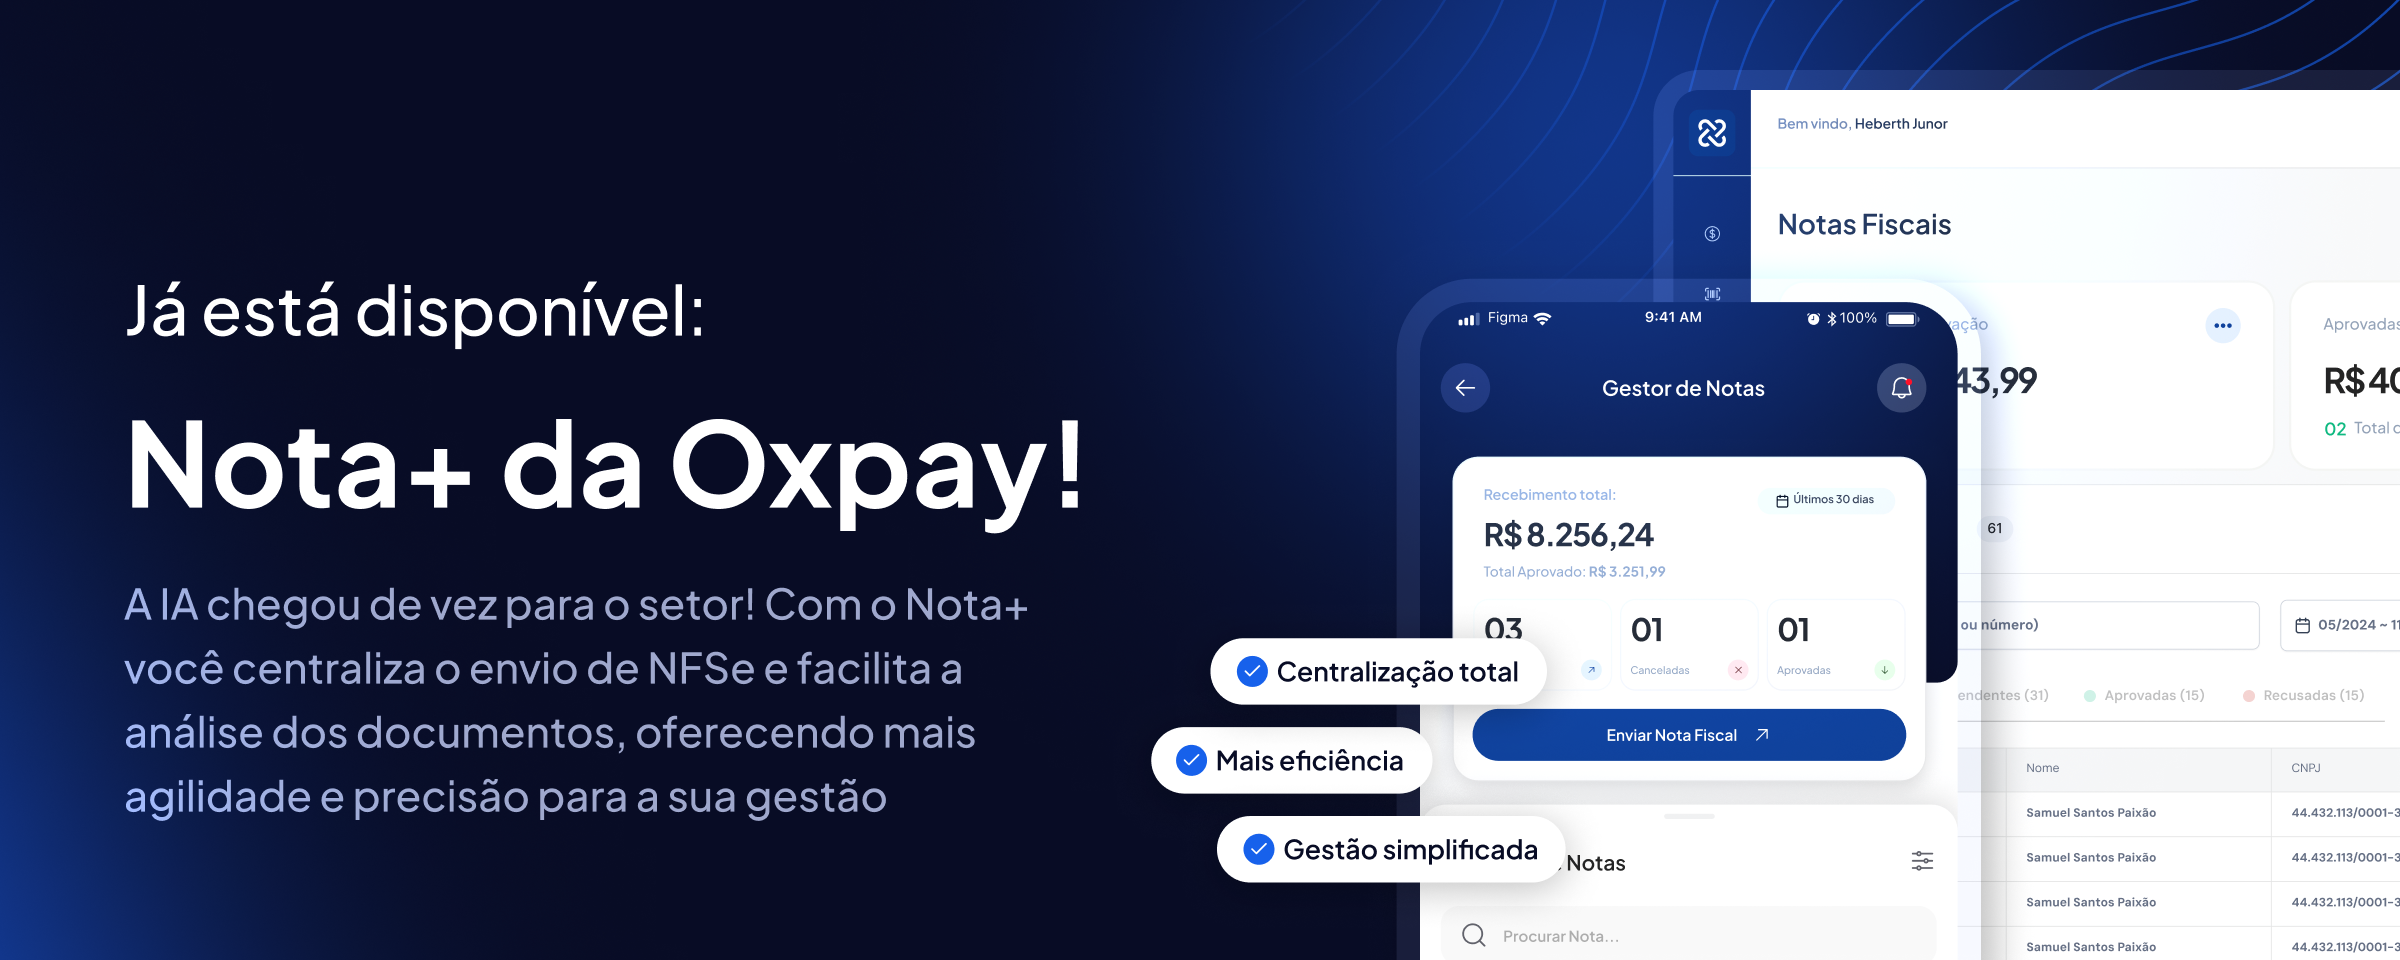 Já está disponível:
Nota+ da Oxpay!
A IA chegou de vez para o setor! Com o Nota+
você centraliza o envio de NFSe e facilita a
análise dos documentos, oferecendo mais
agilidade e precisão para a sua gestão
Centralização total
Mais eficiência
Gestão simplificada
Figma
9:41 AM
100%
Gestor de Notas
Recebimento total:
Últimos 30 dias
R$ 8.256,24
Total Aprovado: R$ 3.251,99
03
01
01
Canceladas
Aprovadas
Enviar Nota Fiscal
Notas
Procurar Nota...
Bem vindo, Heberth Junor
Notas Fiscais
43,99
Aprovadas
R$ 40
02 Total
61
ou número)
05/2024 ~ 11
(31)
Aprovadas (15)
Recusadas (15)
Nome
CNPJ
Samuel Santos Paixão
44.432.113/0001-3
Samuel Santos Paixão
44.432.113/0001-3
Samuel Santos Paixão
44.432.113/0001-3
Samuel Santos Paixão
44.432.113/0001-3